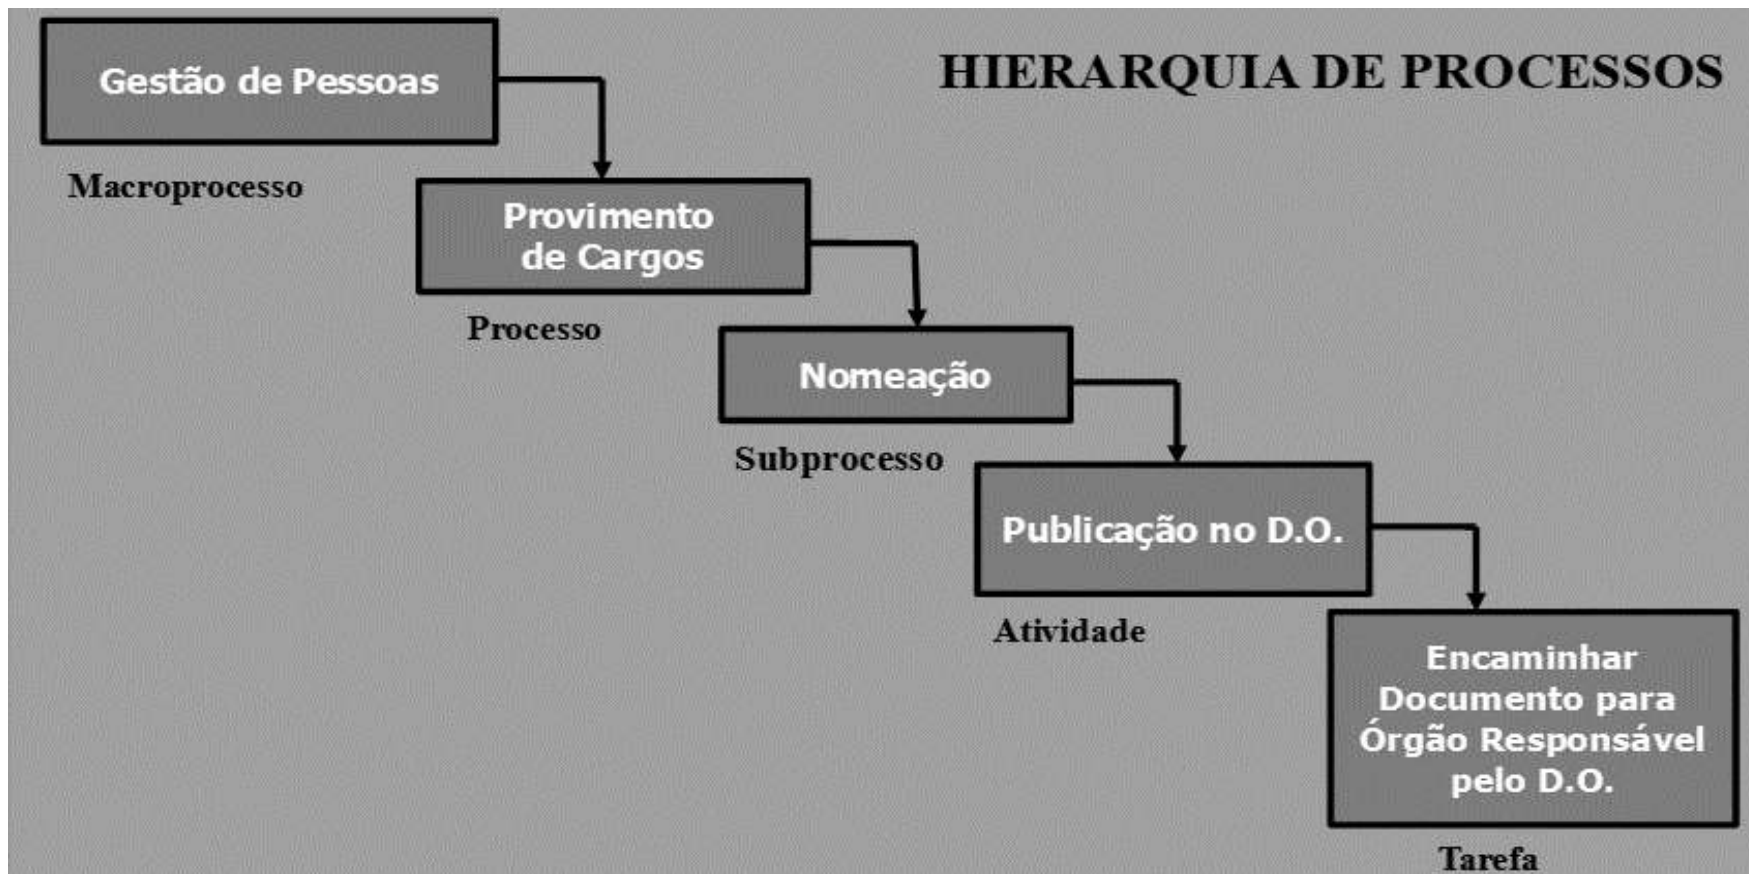 HIERARQUIA DE PROCESSOS
Gestão de Pessoas
Macroprocesso
Provimento
de Cargos
Processo
Nomeação
Subprocesso
Publicação no D.O.
Atividade
Encaminhar
Documento para
Órgão Responsável
pelo D.O.
Tarefa